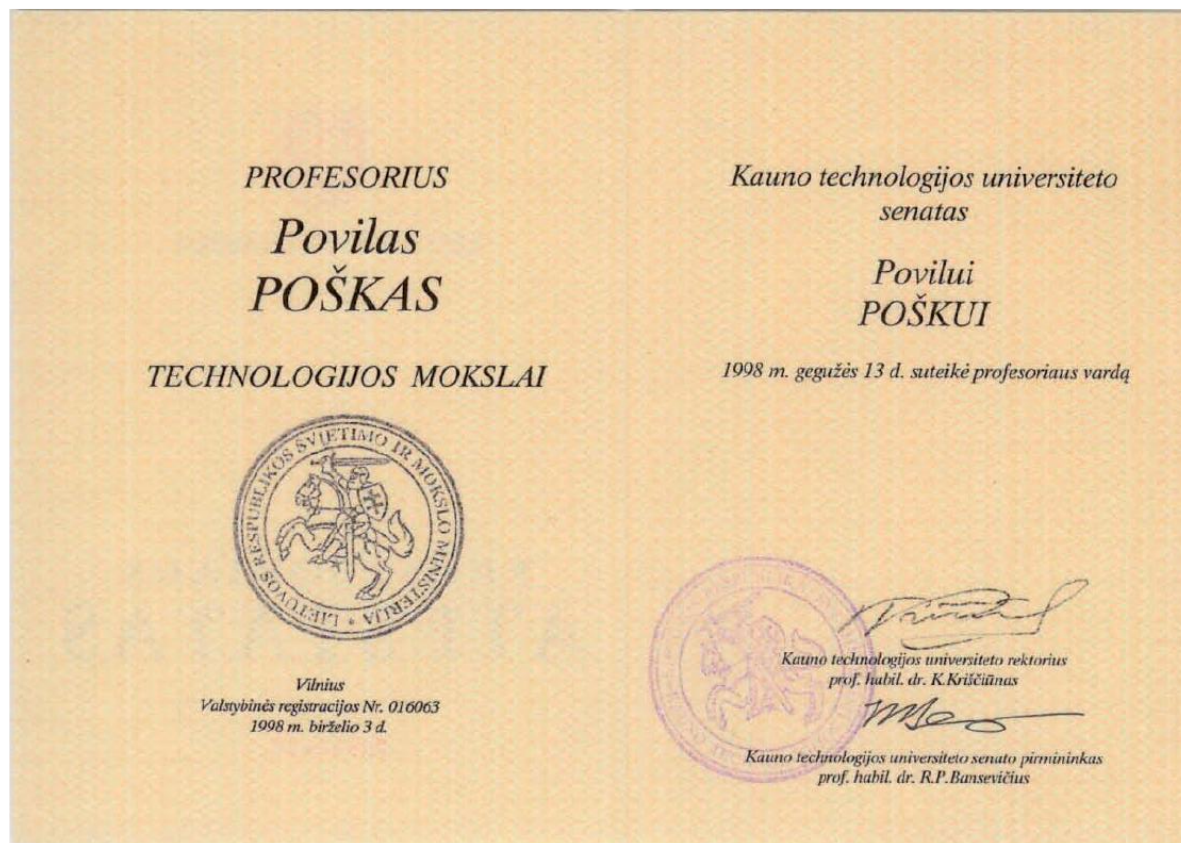 PROFESORIUS
Povilas
POŠKAS
TECHNOLOGIJOS MOKSLAI
LIETUVOS RESPUBLIKOS ŠVIETIMO IR MOKSLO MINISTERIJA
Vilnius
Valstybinės registracijos Nr. 016063
1998 m. birželio 3 d.
Kauno technologijos universiteto
senatas
Povilui
POŠKUI
1998 m. gegužės 13 d. suteikė profesoriaus vardą
Kauno technologijos universiteto rektorius
prof. habil. dr. K.Kriščiūnas
Kauno technologijos universiteto senato pirmininkas
prof. habil. dr. R.P.Bansevičius